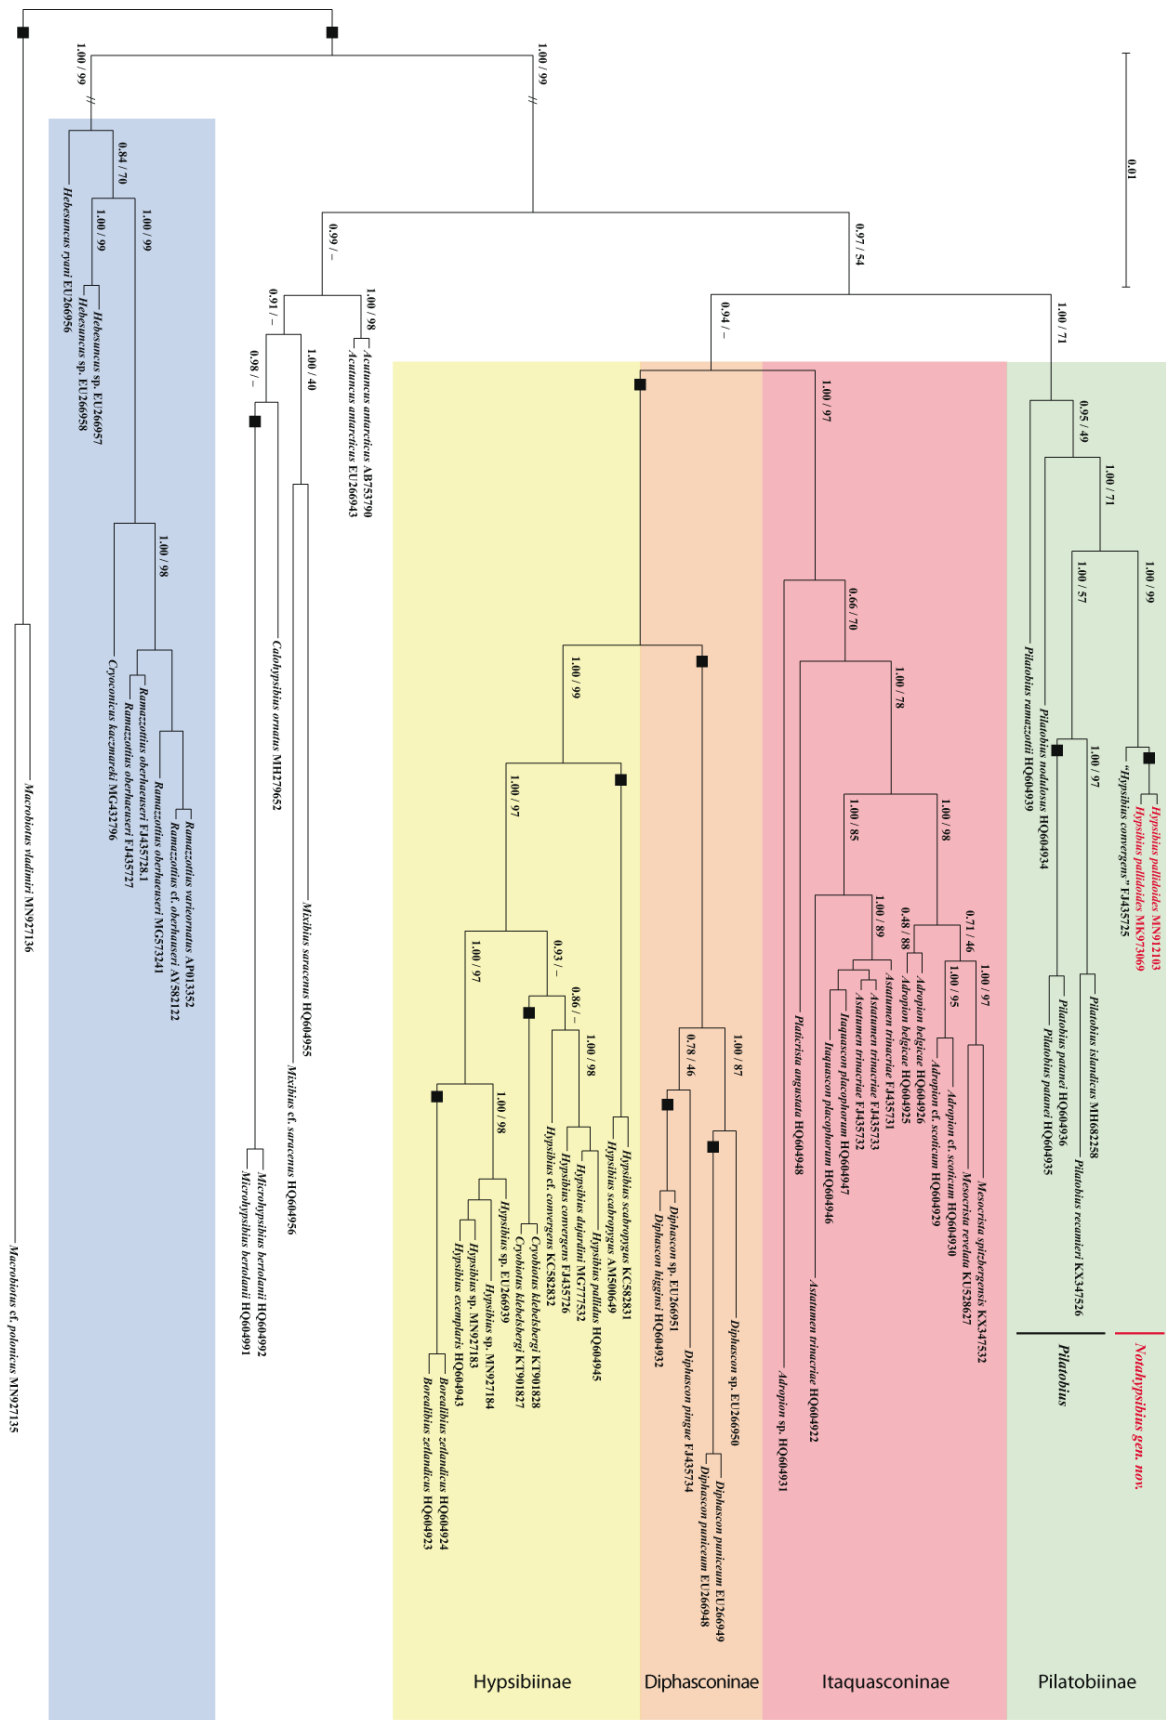 0.01
1.00 / 99
1.00 / 99
0.97 / 54
0.99 / –
1.00 / 71
0.94 / –
0.95 / 49
1.00 / 71
1.00 / 99
1.00 / 57
1.00 / 97
Hypsibius pallidoides MN912103
Hypsibius pallidoides MK973069
"Hypsibius convergens" FJ435725
Pilatobius islandicus MH682258
Pilatobius recamieri KX347526
Pilatobius patanei HQ604936
Pilatobius patanei HQ604935
Pilatobius nodulosus HQ604934
Pilatobius ramazzottii HQ604939
Notahypsibius gen. nov.
Pilatobius
Pilatobiinae
1.00 / 97
0.66 / 70
1.00 / 78
1.00 / 98
0.71 / 46
1.00 / 97
1.00 / 95
0.48 / 88
1.00 / 85
1.00 / 89
Mesocrista spitzbergensis KX347532
Mesocrista revelata KU528627
Adropion cf. scoticum HQ604930
Adropion cf. scoticum HQ604929
Adropion belgicae HQ604926
Adropion belgicae HQ604925
Astatumen trinacriae FJ435731
Astatumen trinacriae FJ435733
Astatumen trinacriae FJ435732
Itaquascon placophorum HQ604947
Itaquascon placophorum HQ604946
Astatumen trinacriae HQ604922
Platicrista angustata HQ604948
Adropion sp. HQ604931
Itaquasconinae
1.00 / 87
0.78 / 46
Diphascon sp. EU266950
Diphascon puniceum EU266949
Diphascon puniceum EU266948
Diphascon pingue FJ435734
Diphascon sp. EU266951
Diphascon higginsi HQ604932
Diphasconinae
1.00 / 99
1.00 / 97
0.93 / –
0.86 / –
1.00 / 98
1.00 / 97
1.00 / 98
Hypsibius scabropygus KC582831
Hypsibius scabropygus AM500649
Hypsibius pallidus HQ604945
Hypsibius dujardini MG777532
Hypsibius convergens FJ435726
Hypsibius cf. convergens KC582832
Cryobiotus klebelsbergi KT901828
Cryobiotus klebelsbergi KT901827
Hypsibius sp. EU266939
Hypsibius sp. MN927184
Hypsibius sp. MN927183
Hypsibius exemplaris HQ604943
Borealibius zetlandicus HQ604924
Borealibius zetlandicus HQ604923
Hypsibiinae
1.00 / 98
0.91 / –
1.00 / 40
0.98 / –
Acutuncus antarcticus AB753790
Acutuncus antarcticus EU266943
Mixibius saracenus HQ604955
Mixibius cf. saracenus HQ604956
Calohypsibius ornatus MH279652
Microhypsibius bertolanii HQ604992
Microhypsibius bertolanii HQ604991
0.84 / 70
1.00 / 99
1.00 / 99
1.00 / 98
Ramazzottius varieornatus AP013352
Ramazzottius cf. oberhauseri AY582122
Ramazzottius oberhaeuseri MG573241
Ramazzottius oberhaeuseri FJ435728.1
Ramazzottius oberhaeuseri FJ435727
Cryoconicus kaczmareki MG432796
Hebesuncus sp. EU266957
Hebesuncus sp. EU266958
Hebesuncus ryani EU266956
Macrobiotus vladimiri MN927136
Macrobiotus cf. polonicus MN927135